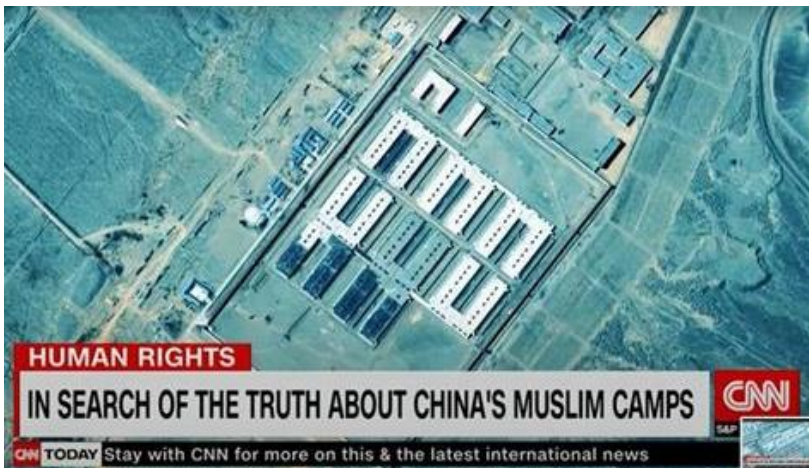 HUMAN RIGHTS
IN SEARCH OF THE TRUTH ABOUT CHINA'S MUSLIM CAMPS
CNN
S&P
CNN TODAY Stay with CNN for more on this & the latest international news